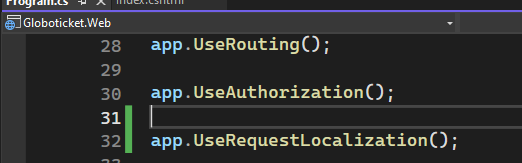 Program.cs index.cshtml
Globoticket.Web
28 app.UseRouting();
29
30 app.UseAuthorization();
31
32 app.UseRequestLocalization();